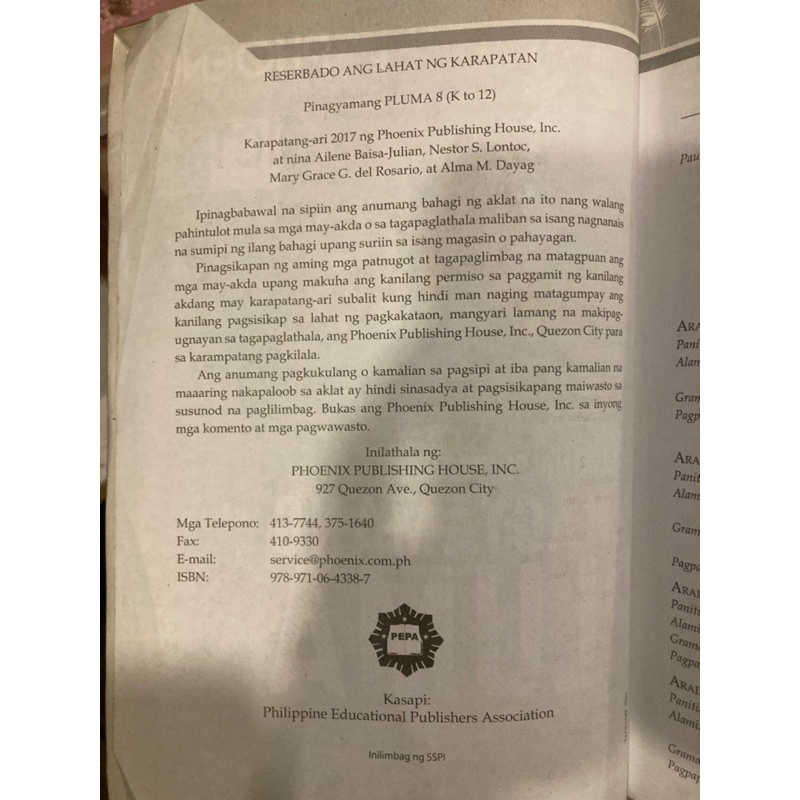 RESERBADO ANG LAHAT NG KARAPATAN
Pinagyamang PLUMA 8 (K to 12)
Karapatang-ari 2017 ng Phoenix Publishing House, Inc.
at nina Ailene Baisa-Julian, Nestor S. Lontoc,
Mary Grace G. del Rosario, at Alma M. Dayag
Ipinagbabawal na sipiin ang anumang bahagi ng aklat na ito nang walang
pahintulot mula sa mga may-akda o sa tagapaglathala maliban sa isang nagnanais
na sumipi ng ilang bahagi upang suriin sa isang magasin o pahayagan.
Pinagsikapan ng aming mga patnugot at tagapaglimbag na matagpuan ang
mga may-akda upang makuha ang kanilang permiso sa paggamit ng kanilang
akdang may karapatang-ari subalit kung hindi man naging matagumpay ang
kanilang pagsisikap sa lahat ng pagkakataon, mangyari lamang na makipag-
ugnayan sa tagapaglathala, ang Phoenix Publishing House, Inc., Quezon City para
sa karampatang pagkilala.
Ang anumang pagkukulang o kamalian sa pagsipi at iba pang kamalian na
maaaring nakapaloob sa aklat ay hindi sinasadya at pagsisikapang maiwasto sa
susunod na paglilimbag. Bukas ang Phoenix Publishing House, Inc. sa inyong
mga komento at mga pagwawasto.
Inilathala ng:
PHOENIX PUBLISHING HOUSE, INC.
927 Quezon Ave., Quezon City
Mga Telepono: 413-7744, 375-1640
Fax: 410-9330
E-mail: service@phoenix.com.ph
ISBN: 978-971-06-4338-7
PEPA
Kasapi:
Philippine Educational Publishers Association
Inilimbag ng SSPI